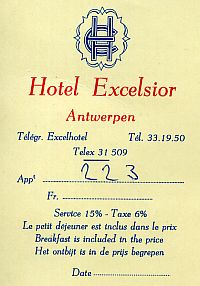 Hotel Excelsior
Antwerpen
Télégr. Excelhotel Tél. 33.19.50
Telex 31 509
Appt 223
Fr.
Service 15% - Taxe 6%
Le petit déjeuner est inclus dans le prix
Breakfast is included in the price
Het ontbijt is in de prijs begrepen
Date